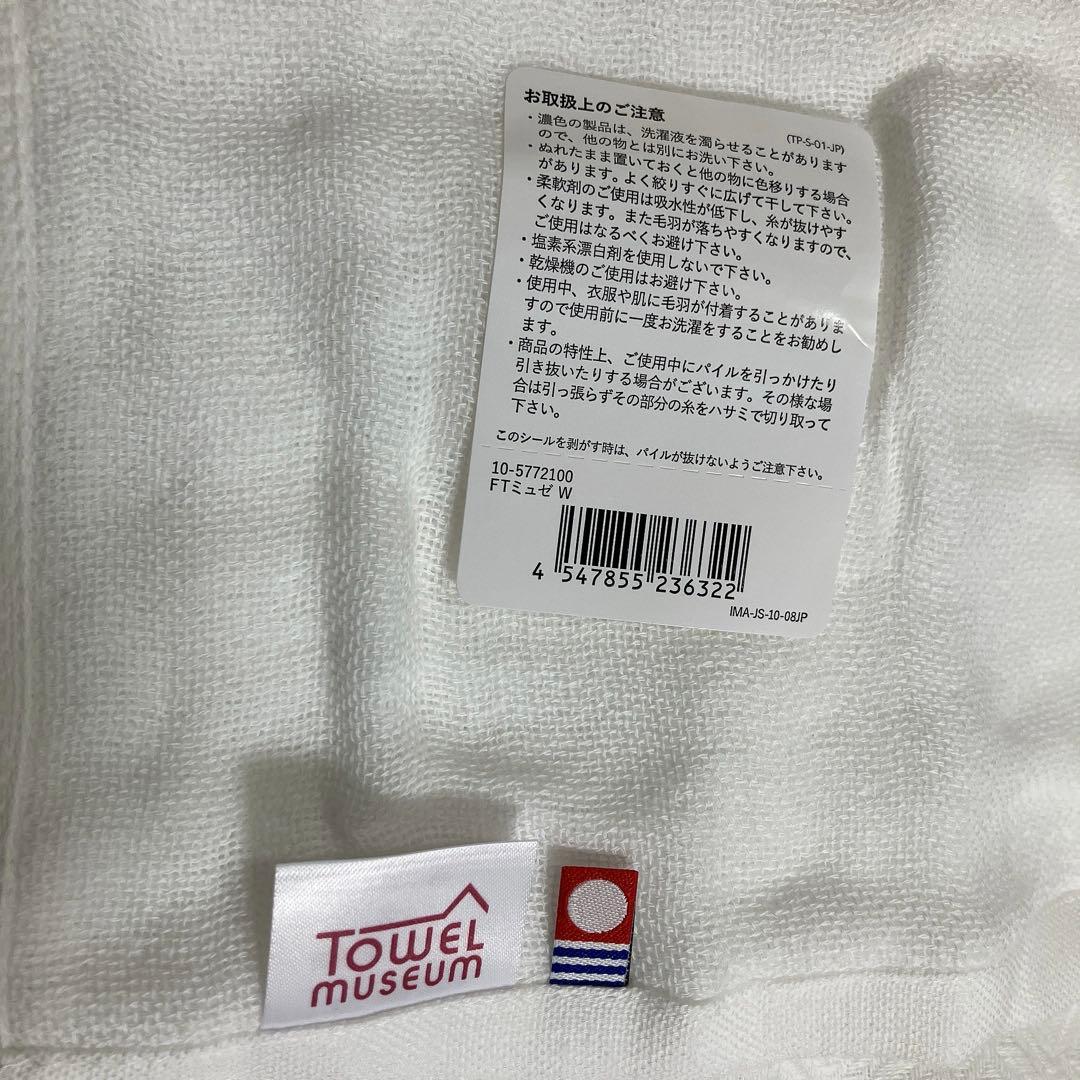 お取扱上のご注意
(TP-S-01-JP)
・濃色の製品は、洗濯液を濁らせることがあります
ので、他の物とは別にお洗い下さい。
・ぬれたまま置いておくと他の物に色移りする場合
があります。よく絞りすぐに広げて干して下さい。
・柔軟剤のご使用は吸水性が低下し、糸が抜けやす
くなります。また毛羽が落ちやすくなりますので、
ご使用はなるべくお避け下さい。
・塩素系漂白剤を使用しないで下さい。
・乾燥機のご使用はお避け下さい。
・使用中、衣服や肌に毛羽が付着することがありま
すので使用前に一度お洗濯をすることをお勧めし
ます。
・商品の特性上、ご使用中にパイルを引っかけたり
引き抜いたりする場合がございます。その様な場
合は引っ張らずその部分の糸をハサミで切り取って
下さい。
このシールを剥がす時は、パイルが抜けないようご注意下さい。
10-5772100
FTミュゼ W
4 547855 236322
IMA-JS-10-08JP
TOWEL
MUSEUM